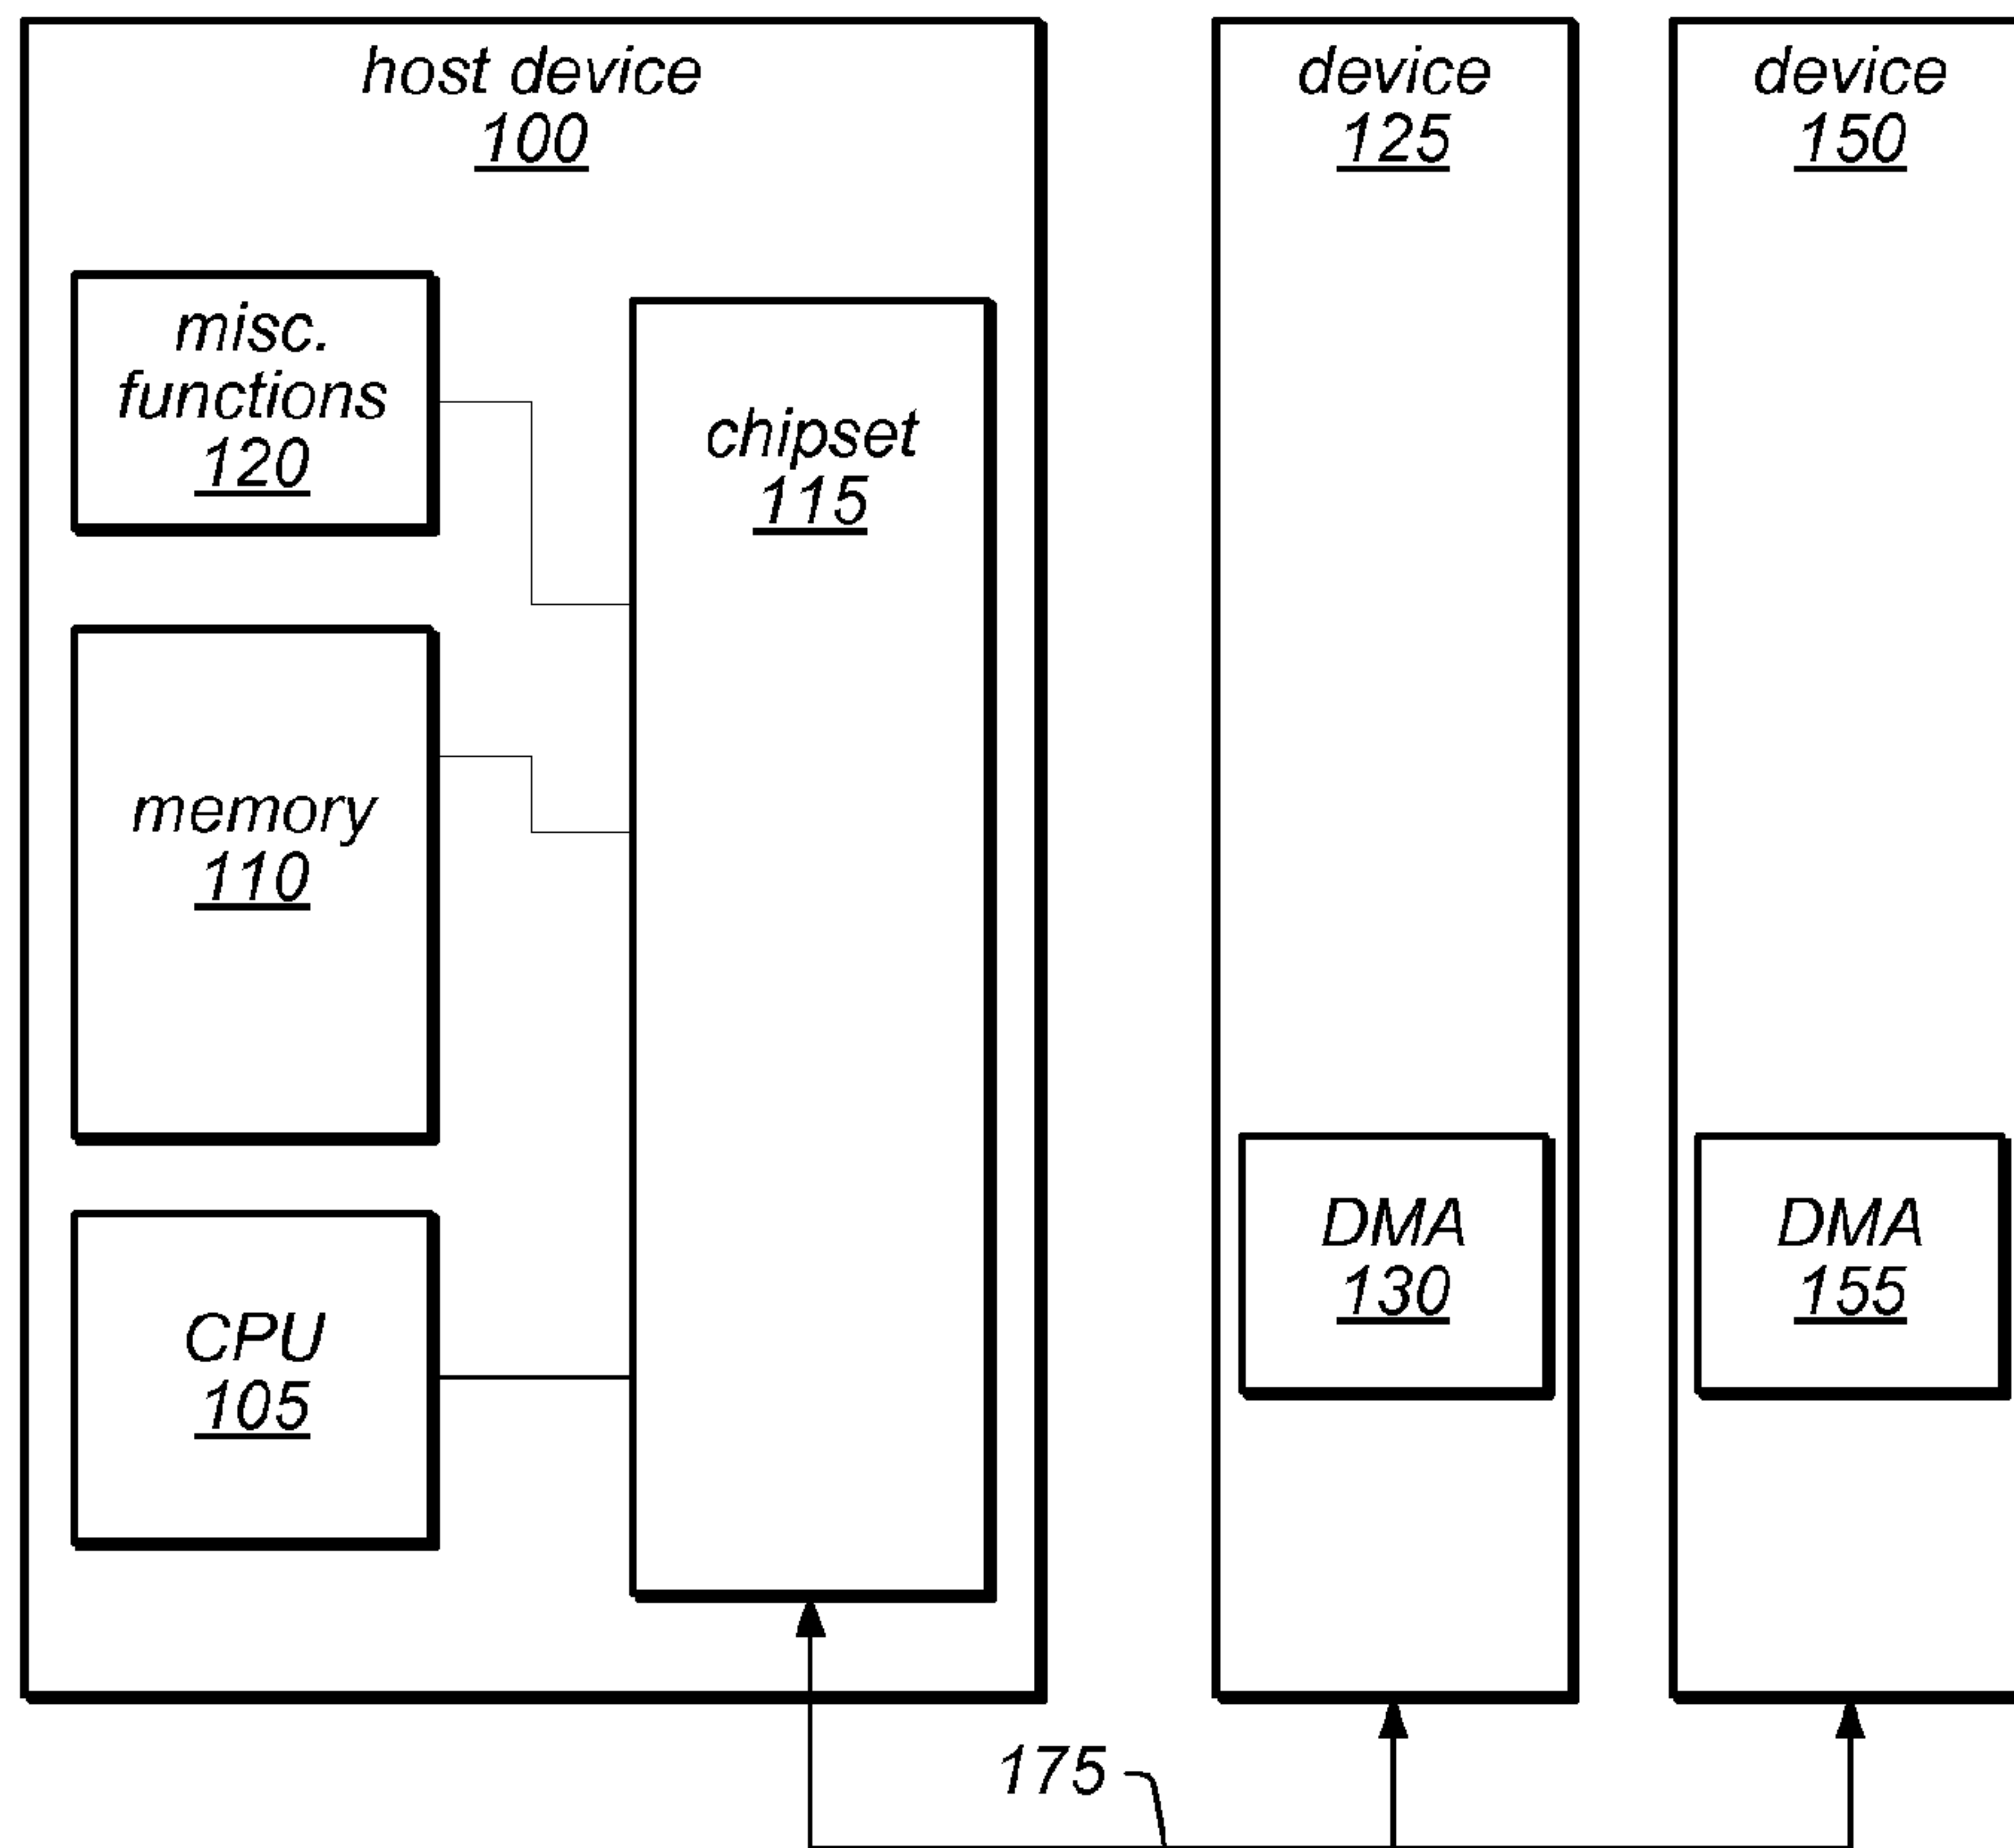 host device
100
misc.
functions
120
memory
110
CPU
105
chipset
115
device
125
DMA
130
device
150
DMA
155
175